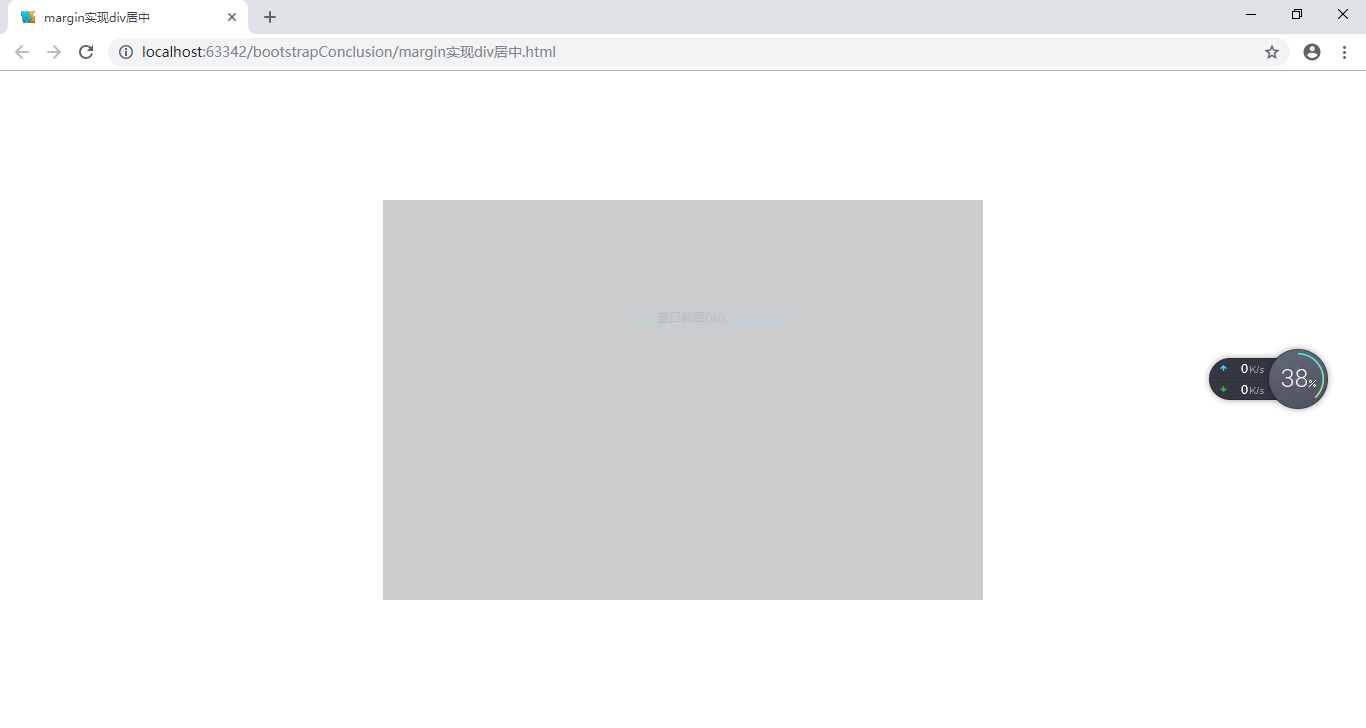 margin实现div居中
localhost:63342/bootstrapConclusion/margin实现div居中.html
窗口截图(W)
0K/s
38%
0K/s